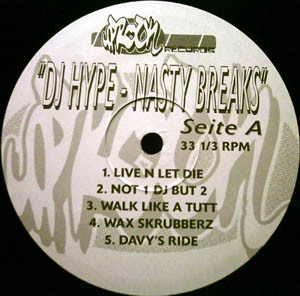 RECORDS
"DJ HYPE - NASTY BREAKS"
Seite A
33 1/3 RPM
1. LIVE N LET DIE
2. NOT 1 DJ BUT 2
3. WALK LIKE A TUTT
4. WAX SKRUBBERZ
5. DAVY'S RIDE